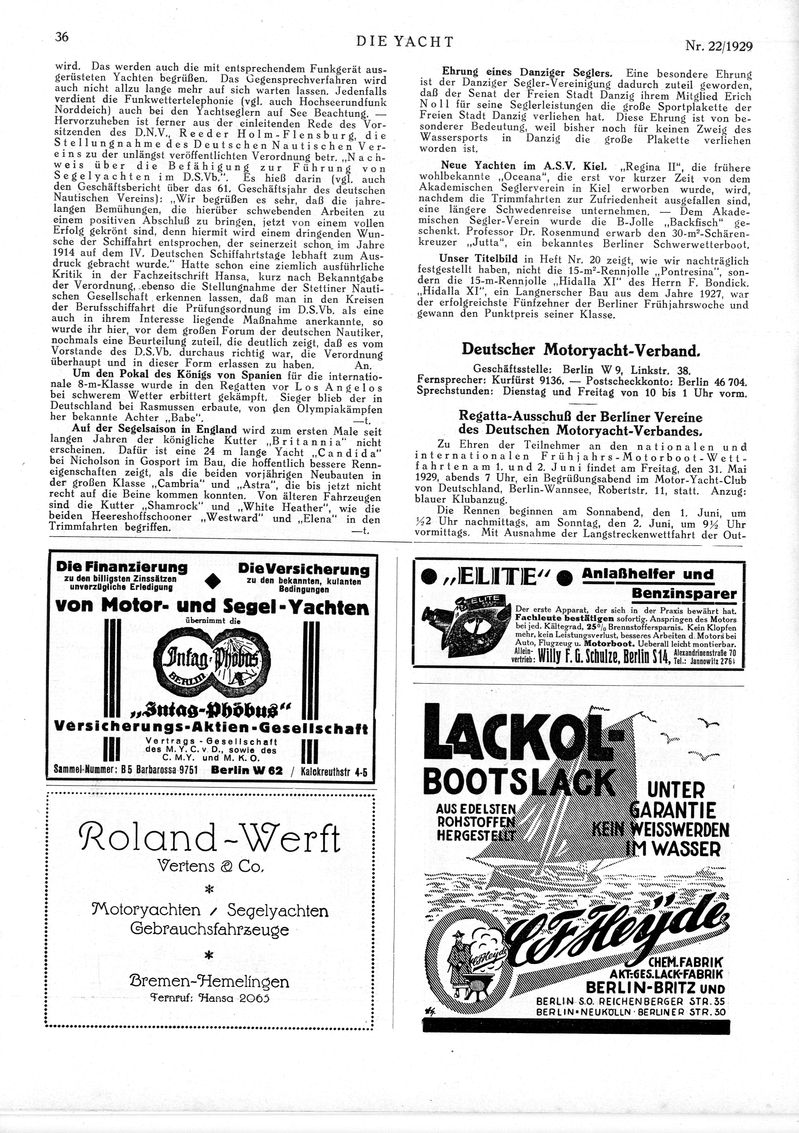 36
DIE YACHT
Nr. 22/1929
wird. Das werden auch die mit entsprechendem Funkgerät aus-
gerüsteten Yachten begrüßen. Das Gegensprechverfahren wird
auch nicht allzu lange mehr auf sich warten lassen. Jedenfalls
verdient die Funkwettertelephonie (vgl. auch Hochseerundfunk
Norddeich) auch bei den Yachtseglern auf See Beachtung. —
Hervorzuheben ist ferner aus der einleitenden Rede des Vor-
sitzenden des D.N.V., Reeder Holm-Flensburg, die
Stellungnahme des Deutschen Nautischen Ver-
eins zu der unlängst veröffentlichten Verordnung betr. „Nach-
weis über die Befähigung zur Führung von
Segelyachten im D.S.Vb.". Es hieß darin (vgl. auch
den Geschäftsbericht über das 61. Geschäftsjahr des deutschen
Nautischen Vereins): „Wir begrüßen es sehr, daß die jahre-
langen Bemühungen, die hierüber schwebenden Arbeiten zu
einem positiven Abschluß zu bringen, jetzt von einem vollen
Erfolg gekrönt sind, denn hiermit wird einem dringenden Wun-
sche der Schiffahrt entsprochen, der seinerzeit schon im Jahre
1914 auf dem IV. Deutschen Schiffahrtstage lebhaft zum Aus-
druck gebracht wurde." Hatte schon eine ziemlich ausführliche
Kritik in der Fachzeitschrift Hansa, kurz nach Bekanntgabe
der Verordnung, ebenso die Stellungnahme der Stettiner Nauti-
schen Gesellschaft erkennen lassen, daß man in den Kreisen
der Berufsschiffahrt die Prüfungsordnung im D.S.Vb. als eine
auch in ihrem Interesse liegende Maßnahme anerkannte, so
wurde ihr hier, vor dem großen Forum der deutschen Nautiker,
nochmals eine Beurteilung zuteil, die deutlich zeigt, daß es vom
Vorstande des D.S.Vb. durchaus richtig war, die Verordnung
überhaupt und in dieser Form erlassen zu haben. An.
Um den Pokal des Königs von Spanien für die internatio-
nale 8-m-Klasse wurde in den Regatten vor Los Angelos
bei schwerem Wetter erbittert gekämpft. Sieger blieb der in
Deutschland bei Rasmussen erbaute, von den Olympiakämpfen
her bekannte Achter „Babe". —t.
Auf der Segelsaison in England wird zum ersten Male seit
langen Jahren der königliche Kutter „Britannia" nicht
erscheinen. Dafür ist eine 24 m lange Yacht „Candida"
bei Nicholson in Gosport im Bau, die hoffentlich bessere Renn-
eigenschaften zeigt, als die beiden vorjährigen Neubauten in
der großen Klasse „Cambria" und „Astra", die bis jetzt nicht
recht auf die Beine kommen konnten. Von älteren Fahrzeugen
sind die Kutter „Shamrock" und „White Heather", wie die
beiden Heereshoffschooner „Westward" und „Elena" in den
Trimmfahrten begriffen. —t.
Ehrung eines Danziger Seglers. Eine besondere Ehrung
ist der Danziger Segler-Vereinigung dadurch zuteil geworden,
daß der Senat der Freien Stadt Danzig ihrem Mitglied Erich
Noll für seine Seglerleistungen die große Sportplakette der
Freien Stadt Danzig verliehen hat. Diese Ehrung ist von be-
sonderer Bedeutung, weil bisher noch für keinen Zweig des
Wassersports in Danzig die große Plakette verliehen
worden ist.
Neue Yachten im A.S.V. Kiel. „Regina II", die frühere
wohlbekannte „Oceana", die erst vor kurzer Zeit von dem
Akademischen Seglerverein in Kiel erworben wurde, wird,
nachdem die Trimmfahrten zur Zufriedenheit ausgefallen sind,
eine längere Schwedenreise unternehmen, — Dem Akade-
mischen Segler-Verein wurde die B-Jolle „Backfisch" ge-
schenkt. Professor Dr. Rosenmund erwarb den 30-m²-Schären-
kreuzer „Jutta", ein bekanntes Berliner Schwerwetterboot.
Unser Titelbild in Heft Nr. 20 zeigt, wie wir nachträglich
festgestellt haben, nicht die 15-m²-Rennjolle „Pontresina", son-
dern die 15-m-Rennjolle „Hidalla XI" des Herrn F. Bondick.
„Hidalla XI", ein Langnerscher Bau aus dem Jahre 1927, war
der erfolgreichste Fünfzehner der Berliner Frühjahrswoche und
gewann den Punktpreis seiner Klasse.
Deutscher Motoryacht-Verband.
Geschäftsstelle: Berlin W 9, Linkstr. 38.
Fernsprecher: Kurfürst 9136. — Postscheckkonto: Berlin 46 704.
Sprechstunden: Dienstag und Freitag von 10 bis 1 Uhr vorm.
Regatta-Ausschuß der Berliner Vereine
des Deutschen Motoryacht-Verbandes.
Zu Ehren der Teilnehmer an den nationalen und
internationalen Frühjahrs-Motorboot-Wett-
fahrten am 1. und 2. Juni findet am Freitag, den 31. Mai
1929, abends 7 Uhr, ein Begrüßungsabend im Motor-Yacht-Club
von Deutschland, Berlin-Wannsee, Robertstr. 11, statt. Anzug:
blauer Klubanzug.
Die Rennen beginnen am Sonnabend, den 1. Juni, um
½2 Uhr nachmittags, am Sonntag, den 2. Juni, um 9½ Uhr
vormittags. Mit Ausnahme der Langstreckenwettfahrt der Out-
Die Finanzierung
zu den billigsten Zinssätzen
unverzügliche Erledigung
Die Versicherung
zu den bekannten, kulanten
Bedingungen
von Motor- und Segel-Yachten
übernimmt die
Intag-Phöbus
BERLIN
„Intag-Phöbus"
Versicherungs-Aktien-Gesellschaft
Vertrags-Gesellschaft
des M.Y.C. v. D., sowie des
C. M. Y. und M. K. O.
Sammel-Nummer: B5 Barbarossa 9751 Berlin W 62 / Kalckreuthstr 4-5
Roland-Werft
Vertens & Co.
*
Motoryachten / Segelyachten
Gebrauchsfahrzeuge
*
Bremen-Hemelingen
Fernruf: Hansa 2063
„ELITE" Anlaßhelfer und
Benzinsparer
ELITE
Der erste Apparat, der sich in der Praxis bewährt hat.
Fachleute bestätigen sofortig. Anspringen des Motors
bei jed. Kältegrad, 25% Brennstoffersparnis. Kein Klopfen
mehr, kein Leistungsverlust, besseres Arbeiten d. Motors bei
Auto, Flugzeug u. Motorboot. Ueberall leicht montierbar.
Allein-
vertrieb: Willy F. G. Schulze, Berlin S14, Alexandrinenstraße 70
Tel.: Jannowitz 2761
LACKOL-
BOOTSLACK
AUS EDELSTEN
ROHSTOFFEN
HERGESTELLT
UNTER
GARANTIE
KEIN WEISSWERDEN
IM WASSER
C.F. Heyde
C.F. Heyde
CHEM. FABRIK
AKT.-GES. LACK-FABRIK
BERLIN-BRITZ UND
BERLIN S.O. REICHENBERGER STR. 35
BERLIN-NEUKÖLLN · BERLINER STR. 30